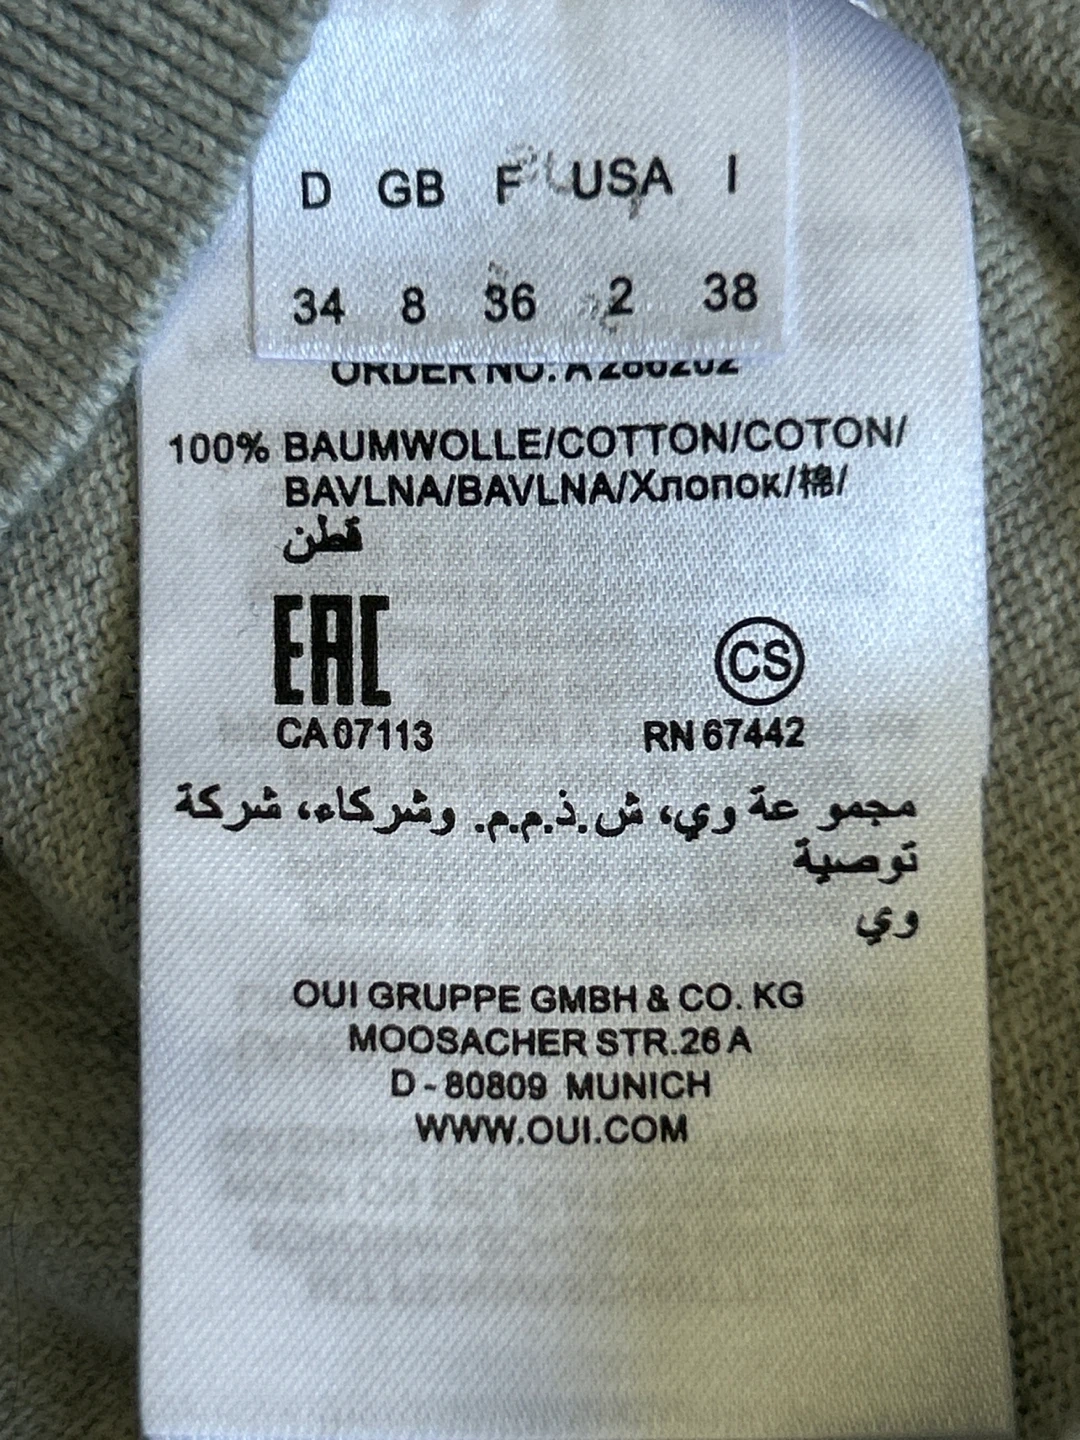 D GB F USA I
34 8 36 2 38
ORDER NO.
100% BAUMWOLLE/COTTON/COTON/
BAVLNA/BAVLNA/Хлопок/棉/
قطن
EAC
CS
CA 07113 RN 67442
مجمو عة وي، ش.ذ.م.م. وشركاء، شركة
توصية
وي
OUI GRUPPE GMBH & CO. KG
MOOSACHER STR.26 A
D - 80809 MUNICH
WWW.OUI.COM